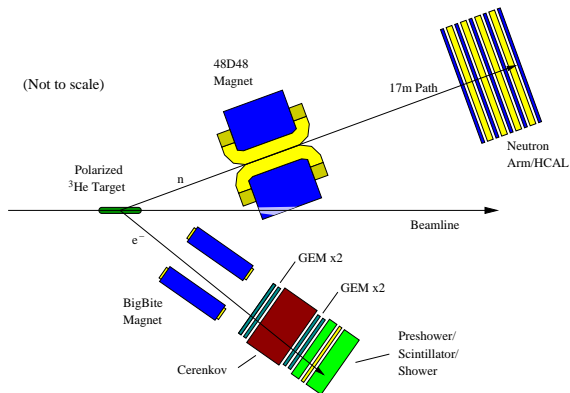 48D48
Magnet
(Not to scale)
17m Path
Neutron
Arm/HCAL
Polarized
³He Target
n
Beamline
e⁻
GEM x2
GEM x2
BigBite
Magnet
Preshower/
Scintillator/
Shower
Cerenkov